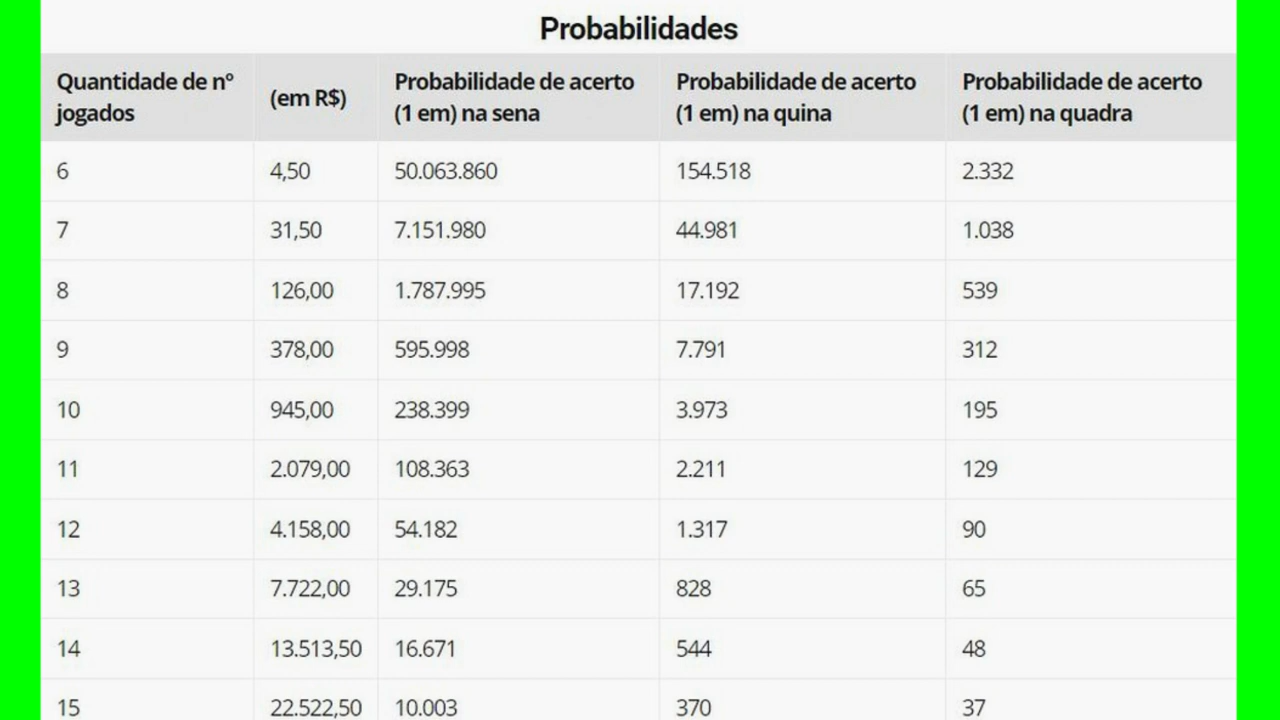 Probabilidades
Quantidade de nº jogados (em R$) Probabilidade de acerto (1 em) na sena Probabilidade de acerto (1 em) na quina Probabilidade de acerto (1 em) na quadra
6 4,50 50.063.860 154.518 2.332
7 31,50 7.151.980 44.981 1.038
8 126,00 1.787.995 17.192 539
9 378,00 595.998 7.791 312
10 945,00 238.399 3.973 195
11 2.079,00 108.363 2.211 129
12 4.158,00 54.182 1.317 90
13 7.722,00 29.175 828 65
14 13.513,50 16.671 544 48
15 22.522,50 10.003 370 37